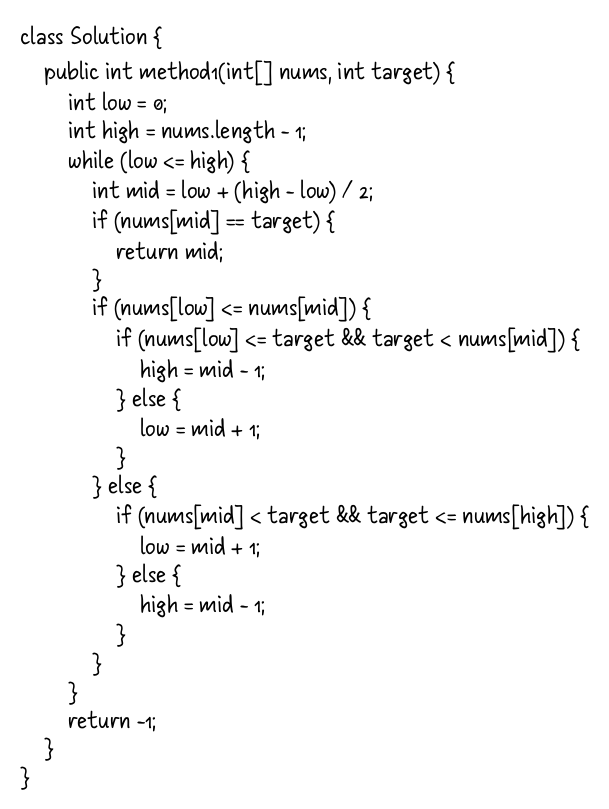 class Solution {
    public int method1(int[] nums, int target) {
        int low = 0;
        int high = nums.length - 1;
        while (low <= high) {
            int mid = low + (high - low) / 2;
            if (nums[mid] == target) {
                return mid;
            }
            if (nums[low] <= nums[mid]) {
                if (nums[low] <= target && target < nums[mid]) {
                    high = mid - 1;
                } else {
                    low = mid + 1;
                }
            } else {
                if (nums[mid] < target && target <= nums[high]) {
                    low = mid + 1;
                } else {
                    high = mid - 1;
                }
            }
        }
        return -1;
    }
}